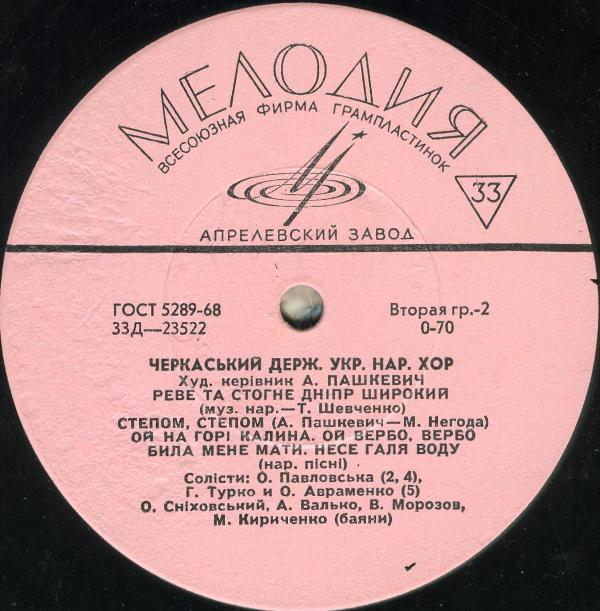 МЕЛОДИЯ
ВСЕСОЮЗНАЯ ФИРМА ГРАМПЛАСТИНОК
33
АПРЕЛЕВСКИЙ ЗАВОД
ГОСТ 5289-68
33Д—23522
Вторая гр.-2
0-70
ЧЕРКАСЬКИЙ ДЕРЖ. УКР. НАР. ХОР
Худ. керівник А. ПАШКЕВИЧ
РЕВЕ ТА СТОГНЕ ДНІПР ШИРОКИЙ
(муз. нар.—Т. Шевченко)
СТЕПОМ, СТЕПОМ (А. Пашкевич—М. Негода)
ОЙ НА ГОРІ КАЛИНА. ОЙ ВЕРБО, ВЕРБО
БИЛА МЕНЕ МАТИ. НЕСЕ ГАЛЯ ВОДУ
(нар. пісні)
Солісти: О. Павловська (2, 4),
Г. Турко и О. Авраменко (5)
О. Сніховський, А. Валько, В. Морозов,
М. Кириченко (баяни)